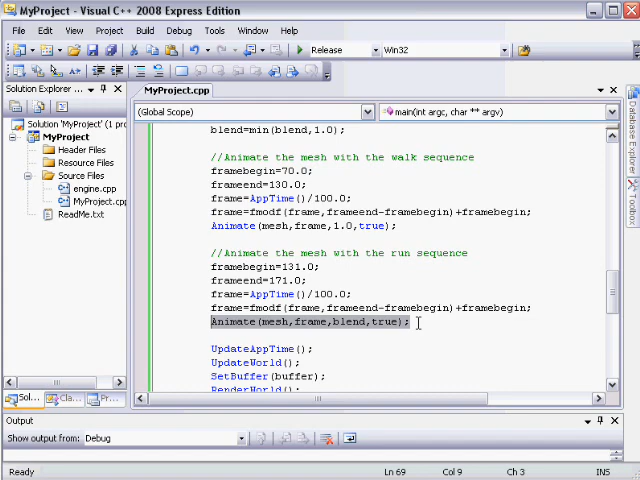 MyProject - Visual C++ 2008 Express Edition
File Edit View Project Build Debug Tools Window Help
Release Win32
Solution Explorer ... MyProject.cpp
(Global Scope) main(int argc, char ** argv)
Solution 'MyProject' (1 pro
MyProject
Header Files
Resource Files
Source Files
engine.cpp
MyProject.cpp
ReadMe.txt
blend=min(blend,1.0);
//Animate the mesh with the walk sequence
framebegin=70.0;
frameend=130.0;
frame=AppTime()/100.0;
frame=fmodf(frame,frameend-framebegin)+framebegin;
Animate(mesh,frame,1.0,true);
//Animate the mesh with the run sequence
framebegin=131.0;
frameend=171.0;
frame=AppTime()/100.0;
frame=fmodf(frame,frameend-framebegin)+framebegin;
Animate(mesh,frame,blend,true);
UpdateAppTime();
UpdateWorld();
SetBuffer(buffer);
RenderWorld();
Database Explorer
Toolbox
Sol... Cla... Pr...
Output
Show output from: Debug
Ready Ln 69 Col 9 Ch 3 INS